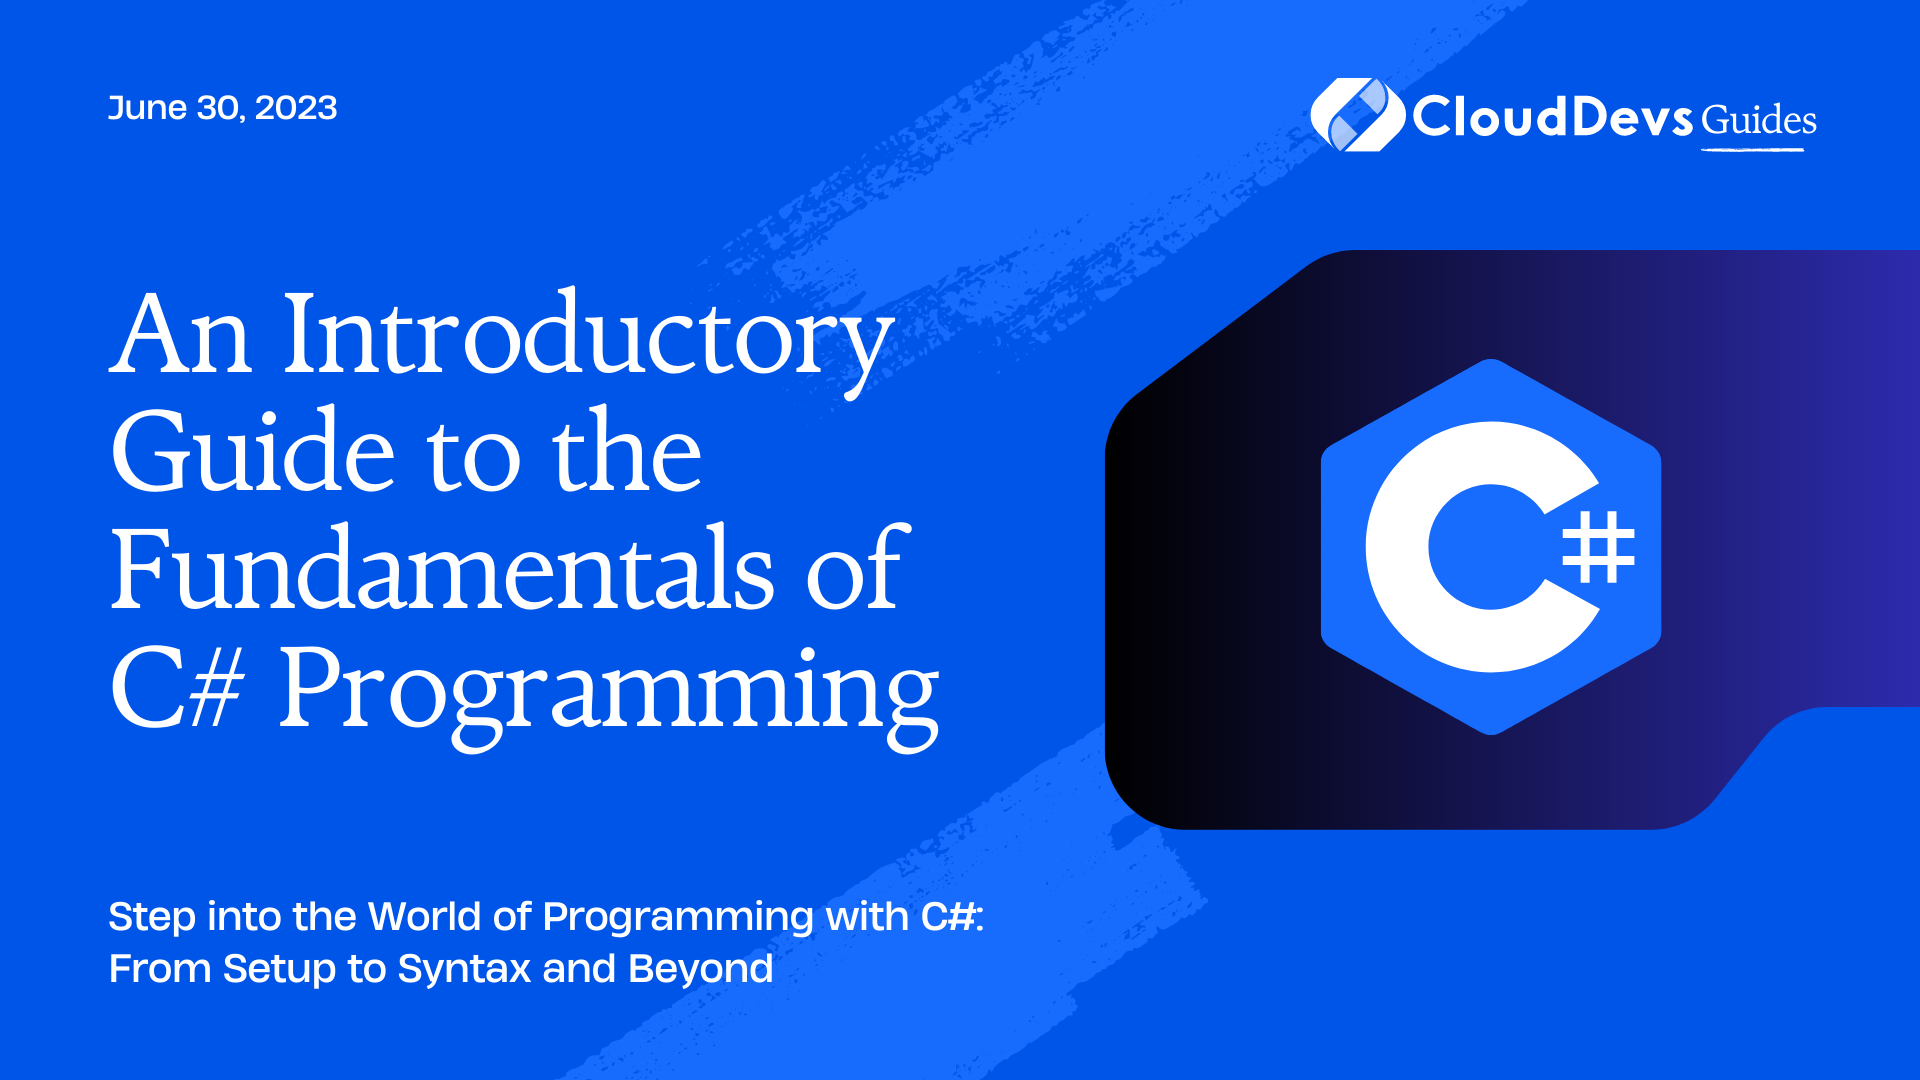 June 30, 2023
CloudDevs Guides
An Introductory
Guide to the
Fundamentals of
C# Programming
C#
Step into the World of Programming with C#:
From Setup to Syntax and Beyond